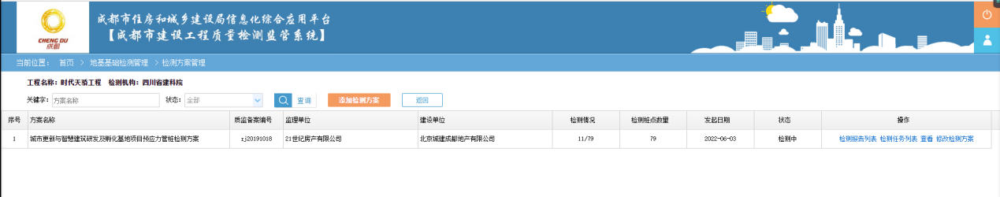 成都市住房和城乡建设局信息化综合应用平台
【成都市建设工程质量检测监管系统】
CHENG DU
成都
当前位置： 首页 > 地基基础检测管理 > 检测方案管理
工程名称：时代天骄工程 检测机构：四川省建科院
关键字： 方案名称 状态： 全部 查询 添加检测方案 返回
序号 方案名称 质监备案编号 监理单位 建设单位 检测情况 检测桩点数量 发起日期 状态 操作
1 城市更新与智慧建筑研发及孵化基地项目预应力管桩检测方案 zj20191018 21世纪房产有限公司 北京城建成都地产有限公司 11/79 79 2022-06-03 检测中 检测报告列表 检测任务列表 查看 修改检测方案